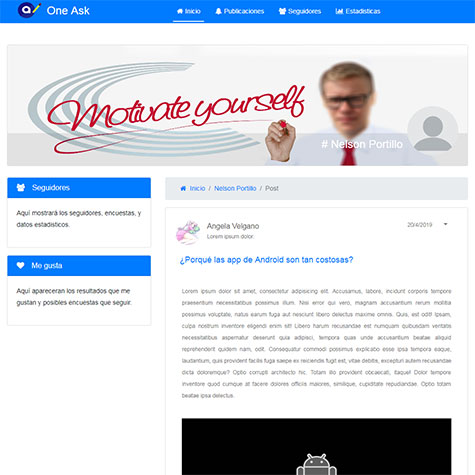 One Ask
Inicio
Publicaciones
Seguidores
Estadisticas
Motivate yourself
# Nelson Portillo
Seguidores
Aquí mostrará los seguidores, encuestas, y
datos estadisticos.
Me gusta
Aquí apareceran los resultados que me
gustan y posibles encuestas que seguir.
Inicio / Nelson Portillo / Post
Angela Velgano
20/4/2019
Lorem ipsum dolor.
¿Porqué las app de Android son tan costosas?
Lorem ipsum dolor sit amet, consectetur adipisicing elit. Accusamus, labore, incidunt corporis tempore
praesentium necessitatibus possimus illum. Nisi error qui vero, magnam accusantium rerum mollitia
possimus voluptate, natus earum fuga aut nesciunt libero delectus maxime omnis. Quis, est odit! Ipsam,
culpa nostrum inventore eligendi enim sit! Libero harum recusandae est numquam quibusdam veritatis
necessitatibus aspernatur deserunt quia adipisci, tempora quae unde accusantium beatae aliquid
reprehenderit quidem nam, odit. Consequatur commodi possimus explicabo esse ipsa tempora eaque,
laudantium, quis provident facilis fuga saepe ex reiciendis fugit est, vitae debitis, excepturi autem recusandae
dicta doloremque? Optio corrupti architecto hic. Totam illo provident obcaecati, itaque! Dolor tempore
inventore quod cumque at facere dolores officiis maiores, similique, cupiditate repudiandae. Optio totam
beatae ipsa delectus.